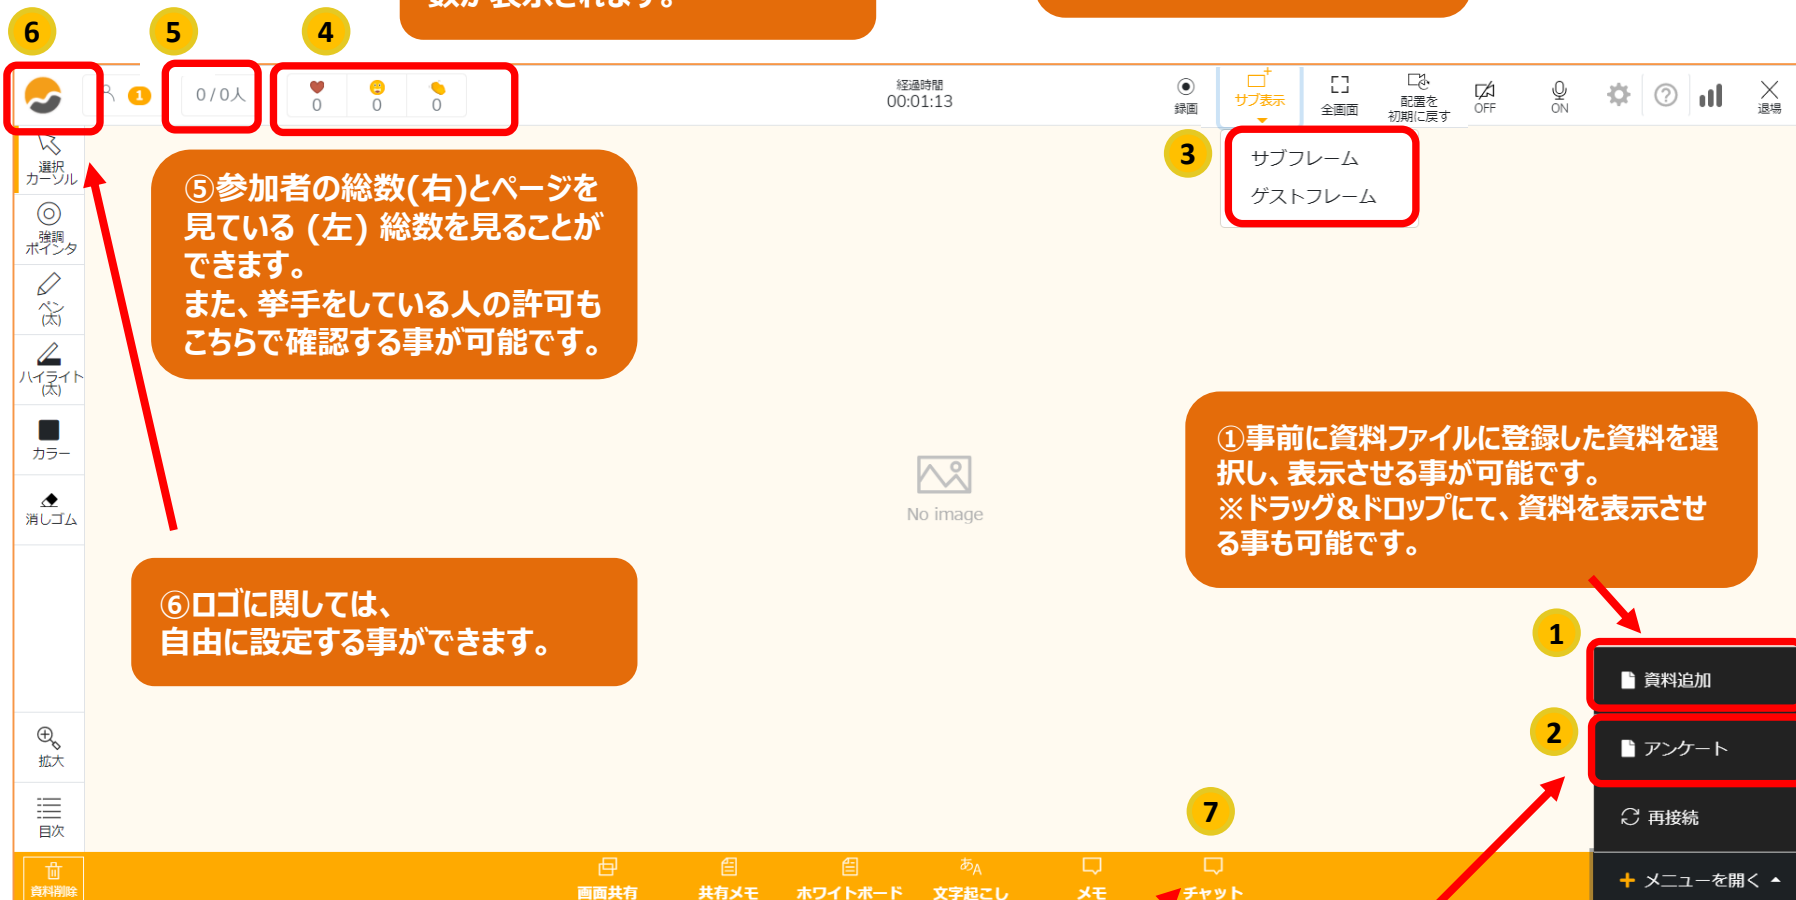 数が表示されます。
6
5
4
1
0 / 0人
0
0
0
経過時間
00:01:13
録画
サブ表示
全画面
配置を
初期に戻す
OFF
ON
退場
選択
カーソル
強調
ポインタ
ペン
(太)
ハイライト
(太)
カラー
消しゴム
拡大
目次
3
サブフレーム
ゲストフレーム
⑤参加者の総数(右)とページを
見ている (左) 総数を見ることが
できます。
また、挙手をしている人の許可も
こちらで確認する事が可能です。
No image
①事前に資料ファイルに登録した資料を選
択し、表示させる事が可能です。
※ドラッグ&ドロップにて、資料を表示させ
る事も可能です。
⑥ロゴに関しては、
自由に設定する事ができます。
1
資料追加
2
アンケート
再接続
メニューを開く
7
資料削除
画面共有
共有メモ
ホワイトボード
あA
文字起こし
メモ
チャット